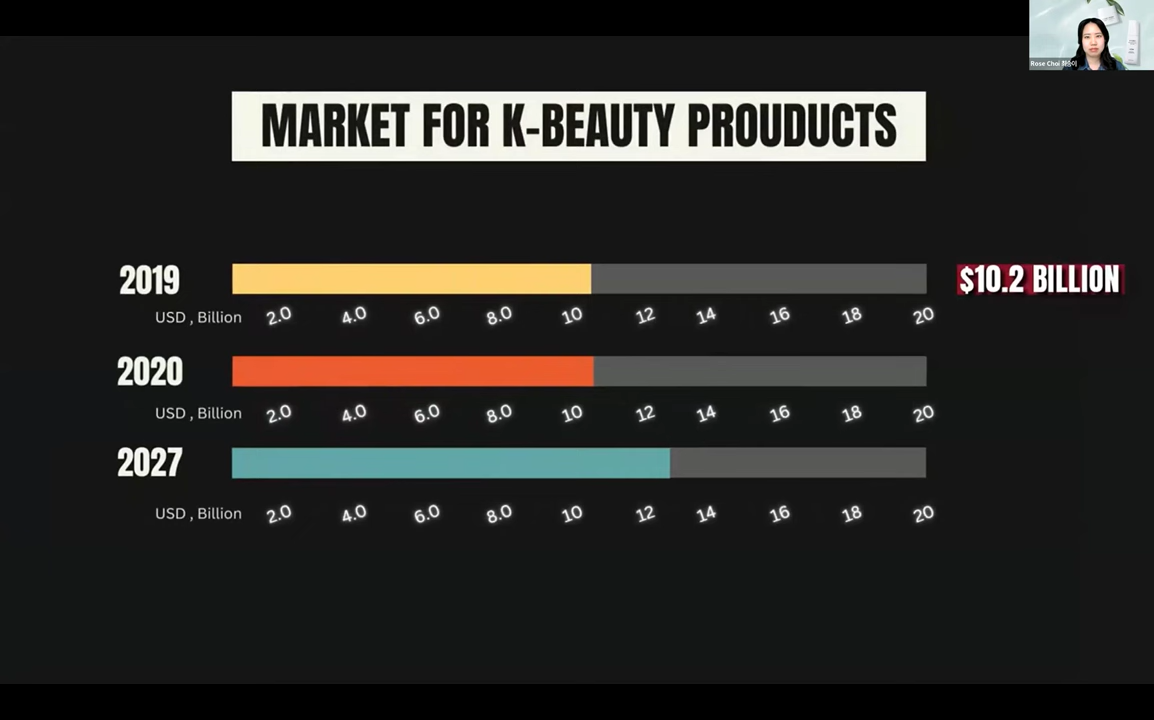 Rose Choi 최승이
MARKET FOR K-BEAUTY PROUDUCTS
2019
$10.2 BILLION
USD , Billion 2.0 4.0 6.0 8.0 10 12 14 16 18 20
2020
USD , Billion 2.0 4.0 6.0 8.0 10 12 14 16 18 20
2027
USD , Billion 2.0 4.0 6.0 8.0 10 12 14 16 18 20